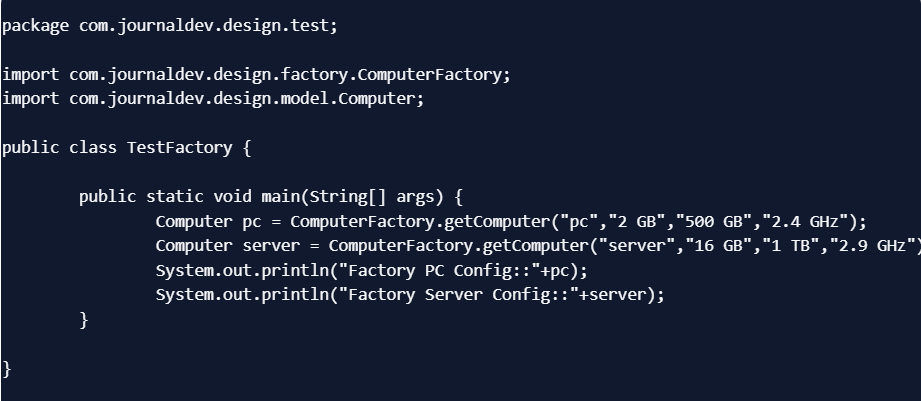 package com.journaldev.design.test;
import com.journaldev.design.factory.ComputerFactory;
import com.journaldev.design.model.Computer;
public class TestFactory {
public static void main(String[] args) {
Computer pc = ComputerFactory.getComputer("pc","2 GB","500 GB","2.4 GHz");
Computer server = ComputerFactory.getComputer("server","16 GB","1 TB","2.9 GHz")
System.out.println("Factory PC Config::"+pc);
System.out.println("Factory Server Config::"+server);
}
}